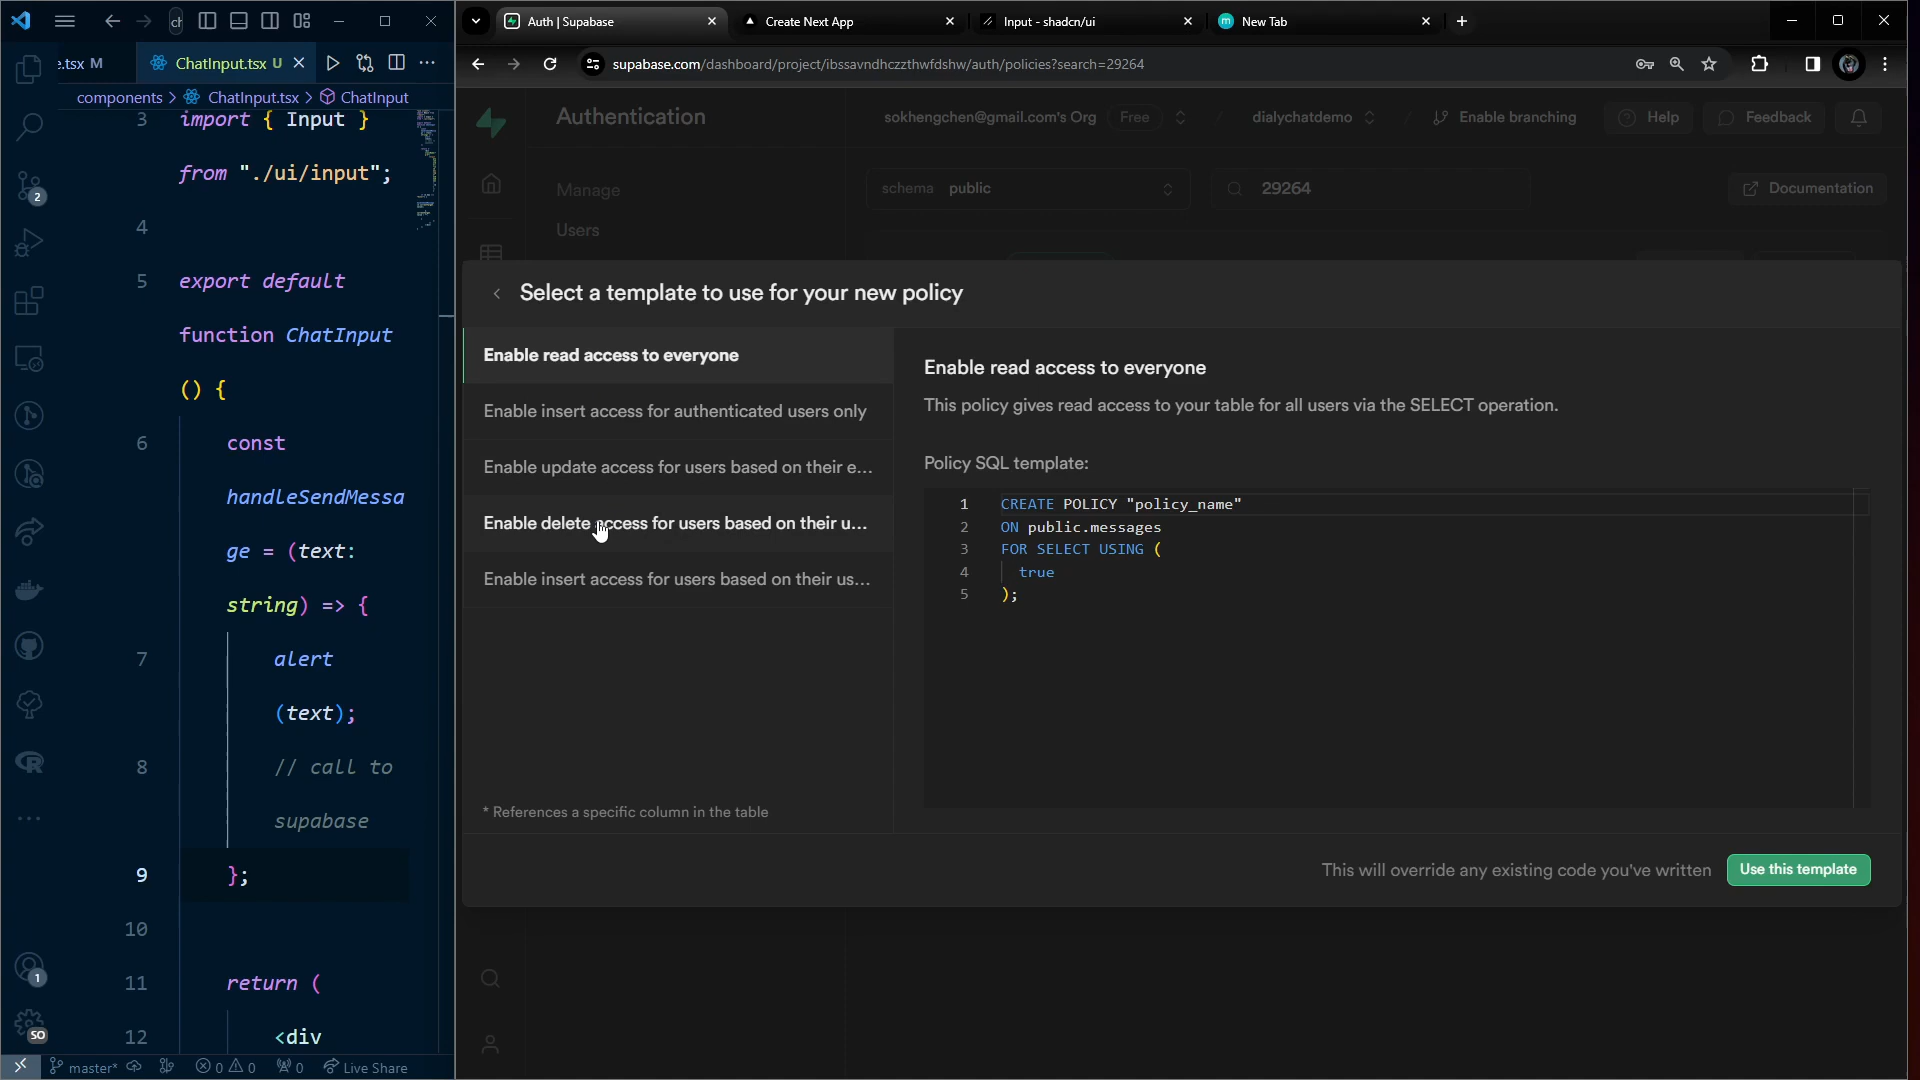 .tsx M
ChatInput.tsx U
components > ChatInput.tsx > ChatInput
3 import { Input }
from "./ui/input";
4
5 export default
function ChatInput
() {
6 const
handleSendMessa
ge = (text:
string) => {
7 alert
(text);
8 // call to
supabase
9 };
10
11 return (
12 <div
2
1
SO
master*
0 0
0
Live Share
Auth | Supabase
Create Next App
Input - shadcn/ui
New Tab
supabase.com/dashboard/project/ibssavndhczzthwfdshw/auth/policies?search=29264
Authentication
sokhengchen@gmail.com's Org Free
dialychatdemo
Enable branching
Help
Feedback
Manage
Users
schema public
29264
Documentation
Select a template to use for your new policy
Enable read access to everyone
Enable insert access for authenticated users only
Enable update access for users based on their e...
Enable delete access for users based on their u...
Enable insert access for users based on their us...
* References a specific column in the table
Enable read access to everyone
This policy gives read access to your table for all users via the SELECT operation.
Policy SQL template:
1 CREATE POLICY "policy_name"
2 ON public.messages
3 FOR SELECT USING (
4 true
5 );
This will override any existing code you've written
Use this template